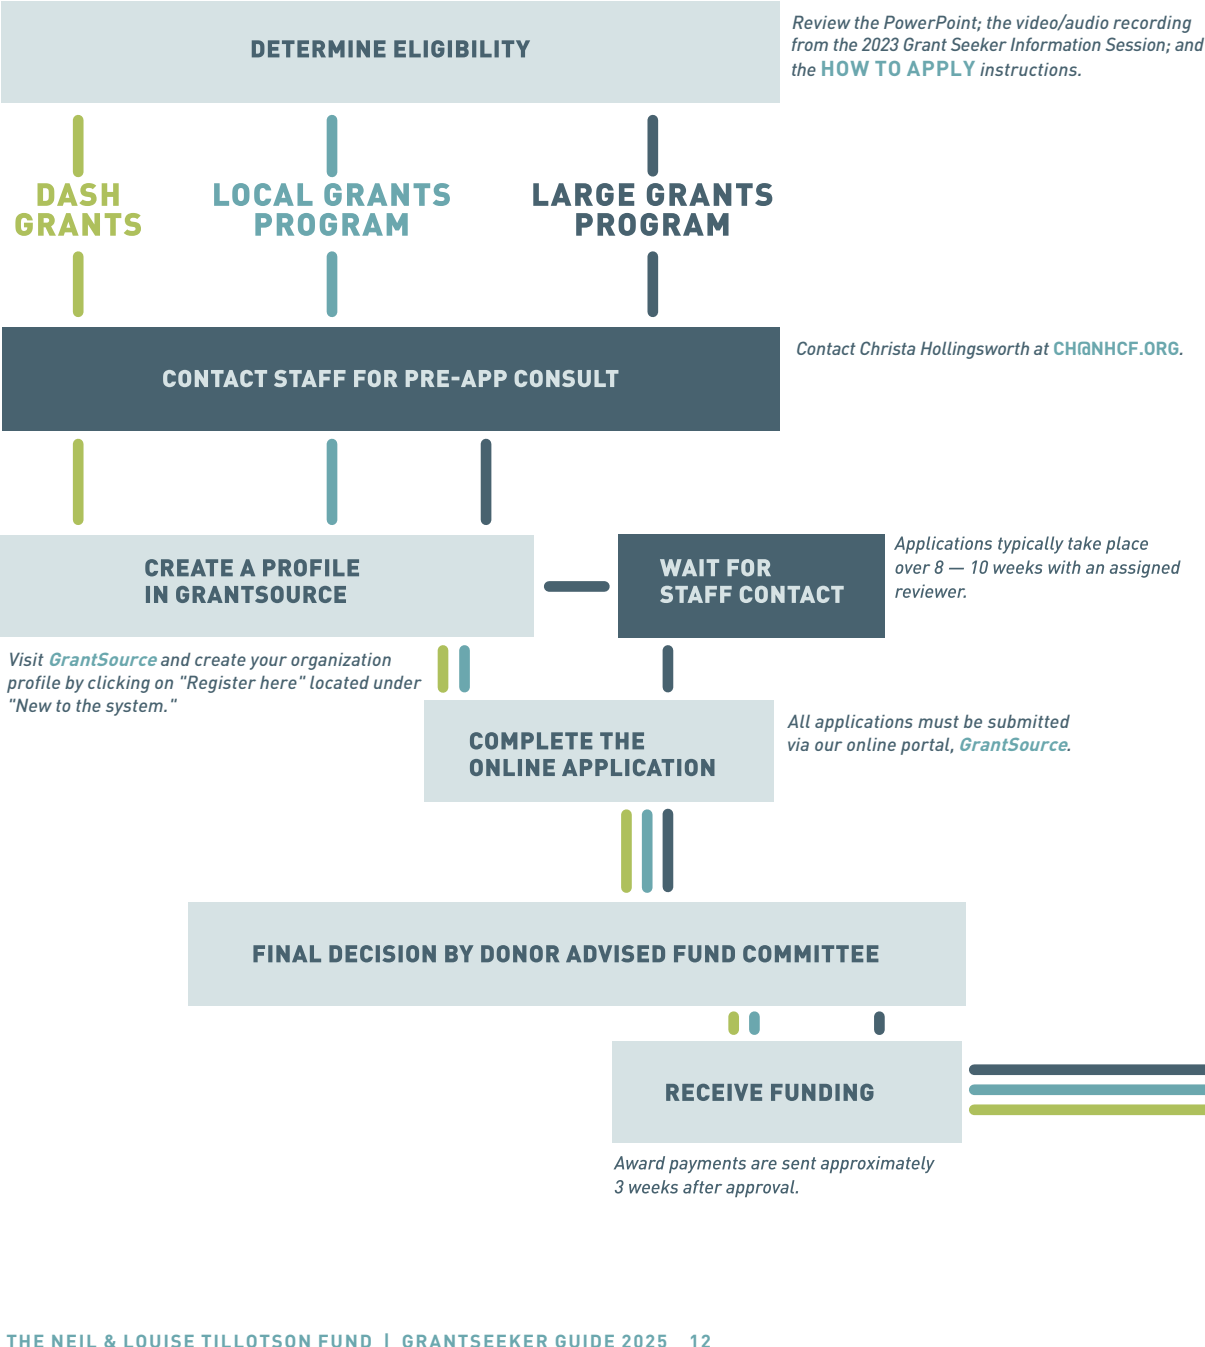 DETERMINE ELIGIBILITY
Review the PowerPoint; the video/audio recording
from the 2023 Grant Seeker Information Session; and
the HOW TO APPLY instructions.
DASH
GRANTS
LOCAL GRANTS
PROGRAM
LARGE GRANTS
PROGRAM
CONTACT STAFF FOR PRE-APP CONSULT
Contact Christa Hollingsworth at CH@NHCF.ORG.
CREATE A PROFILE
IN GRANTSOURCE
WAIT FOR
STAFF CONTACT
Applications typically take place
over 8 — 10 weeks with an assigned
reviewer.
Visit GrantSource and create your organization
profile by clicking on "Register here" located under
"New to the system."
COMPLETE THE
ONLINE APPLICATION
All applications must be submitted
via our online portal, GrantSource.
FINAL DECISION BY DONOR ADVISED FUND COMMITTEE
RECEIVE FUNDING
Award payments are sent approximately
3 weeks after approval.
THE NEIL & LOUISE TILLOTSON FUND | GRANTSEEKER GUIDE 2025 12